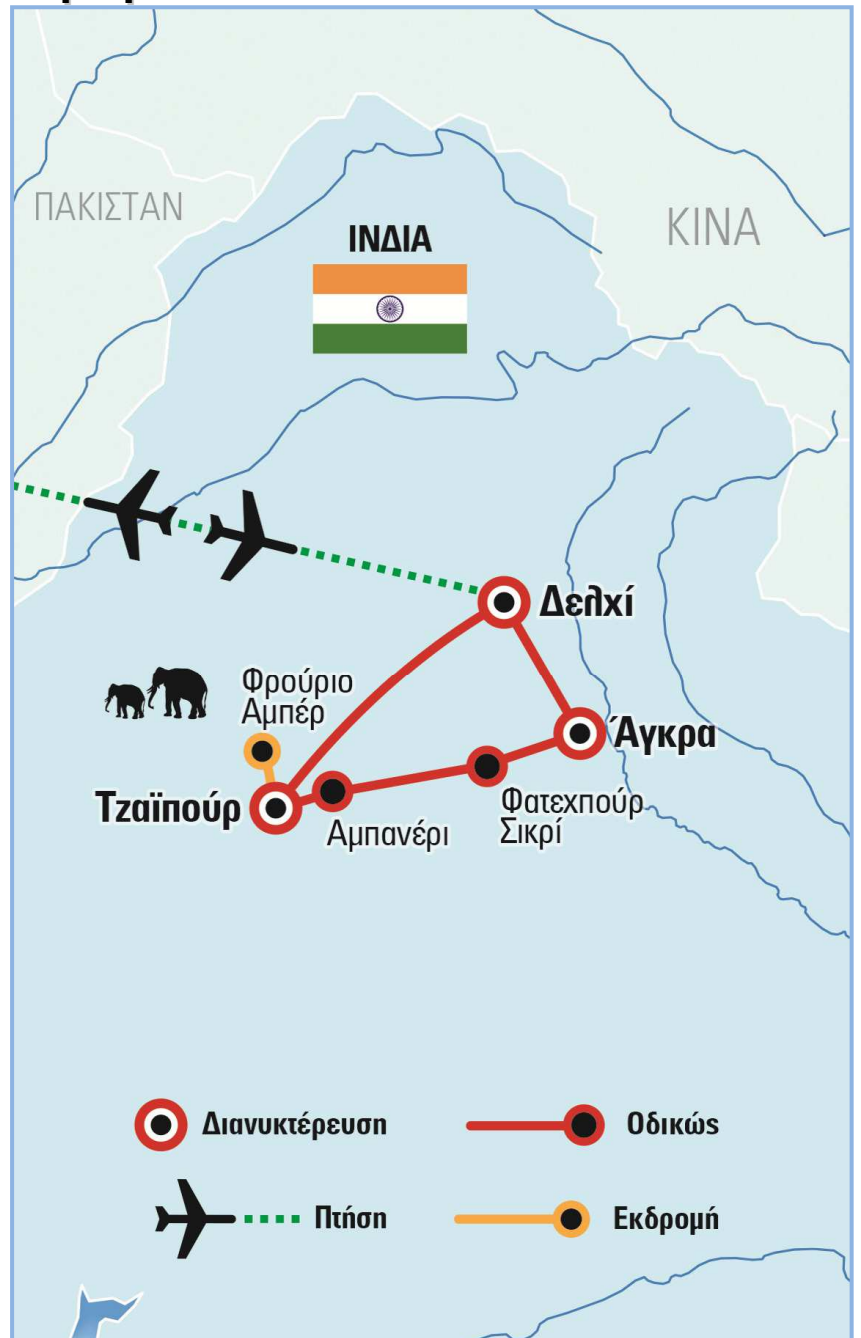 ΠΑΚΙΣΤΑΝ
ΚΙΝΑ
ΙΝΔΙΑ
Δελχί
Φρούριο
Αμπέρ
Άγκρα
Τζαϊπούρ
Αμπανέρι
Φατεχπούρ
Σικρί
Διανυκτέρευση
Οδικώς
Πτήση
Εκδρομή